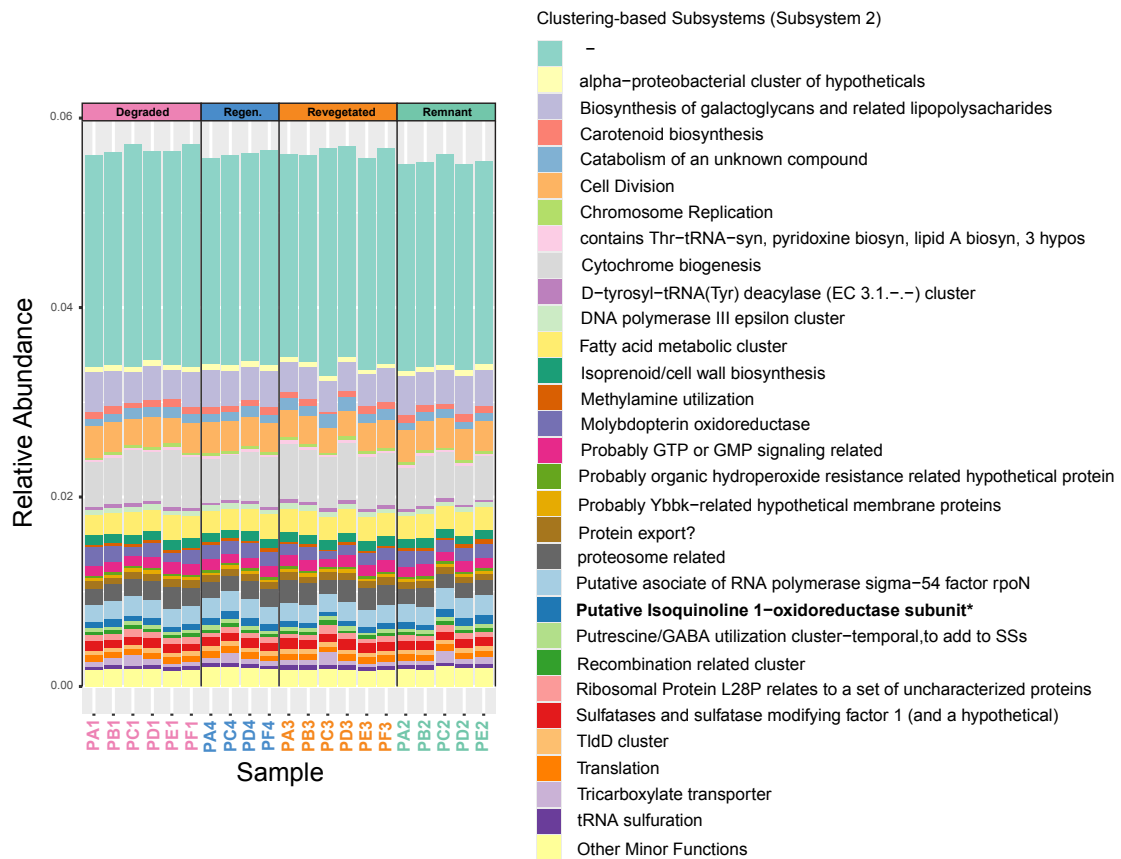 Clustering-based Subsystems (Subsystem 2)
–
alpha−proteobacterial cluster of hypotheticals
Biosynthesis of galactoglycans and related lipopolysacharides
Carotenoid biosynthesis
Catabolism of an unknown compound
Cell Division
Chromosome Replication
contains Thr−tRNA−syn, pyridoxine biosyn, lipid A biosyn, 3 hypos
Cytochrome biogenesis
D−tyrosyl−tRNA(Tyr) deacylase (EC 3.1.−.−) cluster
DNA polymerase III epsilon cluster
Fatty acid metabolic cluster
Isoprenoid/cell wall biosynthesis
Methylamine utilization
Molybdopterin oxidoreductase
Probably GTP or GMP signaling related
Probably organic hydroperoxide resistance related hypothetical protein
Probably Ybbk−related hypothetical membrane proteins
Protein export?
proteosome related
Putative asociate of RNA polymerase sigma−54 factor rpoN
Putative Isoquinoline 1−oxidoreductase subunit*
Putrescine/GABA utilization cluster−temporal,to add to SSs
Recombination related cluster
Ribosomal Protein L28P relates to a set of uncharacterized proteins
Sulfatases and sulfatase modifying factor 1 (and a hypothetical)
TldD cluster
Translation
Tricarboxylate transporter
tRNA sulfuration
Other Minor Functions
Degraded Regen. Revegetated Remnant
0.06
0.04
0.02
0.00
Relative Abundance
PA1 PB1 PC1 PD1 PE1 PF1 PA4 PC4 PD4 PF4 PA3 PB3 PC3 PD3 PE3 PF3 PA2 PB2 PC2 PD2 PE2
Sample